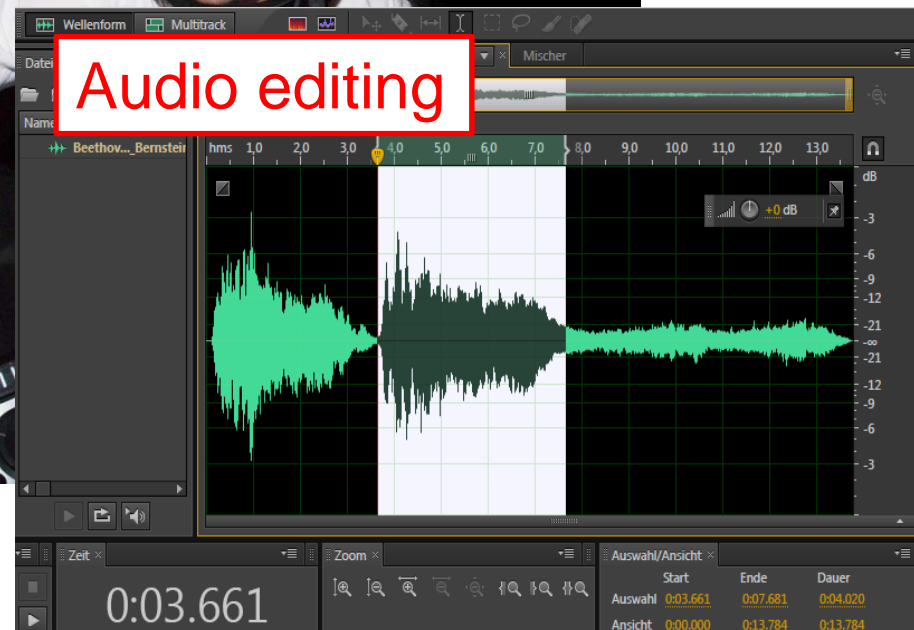 Wellenform Multitrack
Audio editing
Datei
Mischer
Name
Beethov..._Bernstein
hms 1,0 2,0 3,0 4,0 5,0 6,0 7,0 8,0 9,0 10,0 11,0 12,0 13,0
dB
+0 dB
-3
-6
-9
-12
-21
-∞
-21
-12
-9
-6
-3
Zeit Zoom Auswahl/Ansicht
Start Ende Dauer
0:03.661
Auswahl 0:03.661 0:07.681 0:04.020
Ansicht 0:00.000 0:13.784 0:13.784